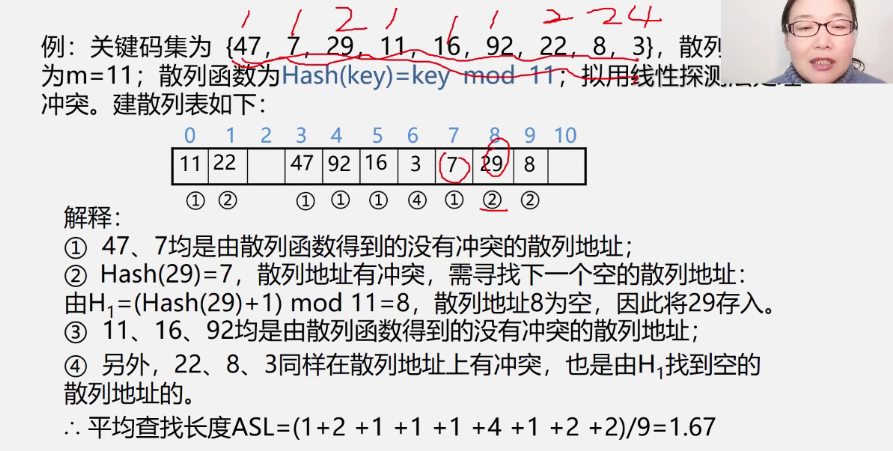 1 1 2 1 1 1 2 2 4
例：关键码集为 {47, 7, 29, 11, 16, 92, 22, 8, 3}，散列
为m=11；散列函数为Hash(key)=key mod 11；拟用线性探测
冲突。建散列表如下：
0 1 2 3 4 5 6 7 8 9 10
11 22 47 92 16 3 7 29 8
① ② ① ① ① ④ ① ② ②
解释：
① 47、7均是由散列函数得到的没有冲突的散列地址；
② Hash(29)=7，散列地址有冲突，需寻找下一个空的散列地址：
由H1=(Hash(29)+1) mod 11=8，散列地址8为空，因此将29存入。
③ 11、16、92均是由散列函数得到的没有冲突的散列地址；
④ 另外，22、8、3同样在散列地址上有冲突，也是由H1找到空的
散列地址的。
∴ 平均查找长度ASL=(1+2 +1 +1 +1 +4 +1 +2 +2)/9=1.67